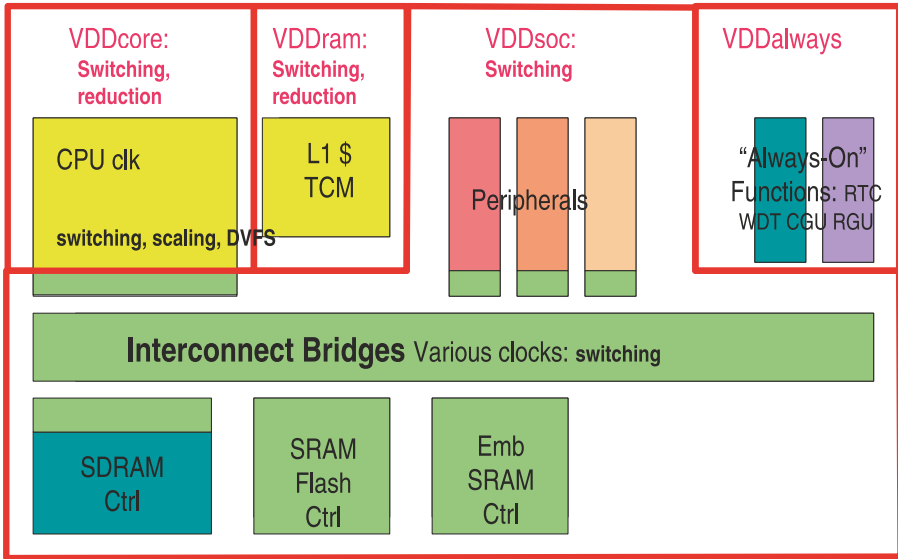 VDDcore:
Switching,
reduction
VDDram:
Switching,
reduction
VDDsoc:
Switching
VDDalways
CPU clk
switching, scaling, DVFS
L1 $
TCM
Peripherals
“Always-On”
Functions: RTC
WDT CGU RGU
Interconnect Bridges Various clocks: switching
SDRAM
Ctrl
SRAM
Flash
Ctrl
Emb
SRAM
Ctrl